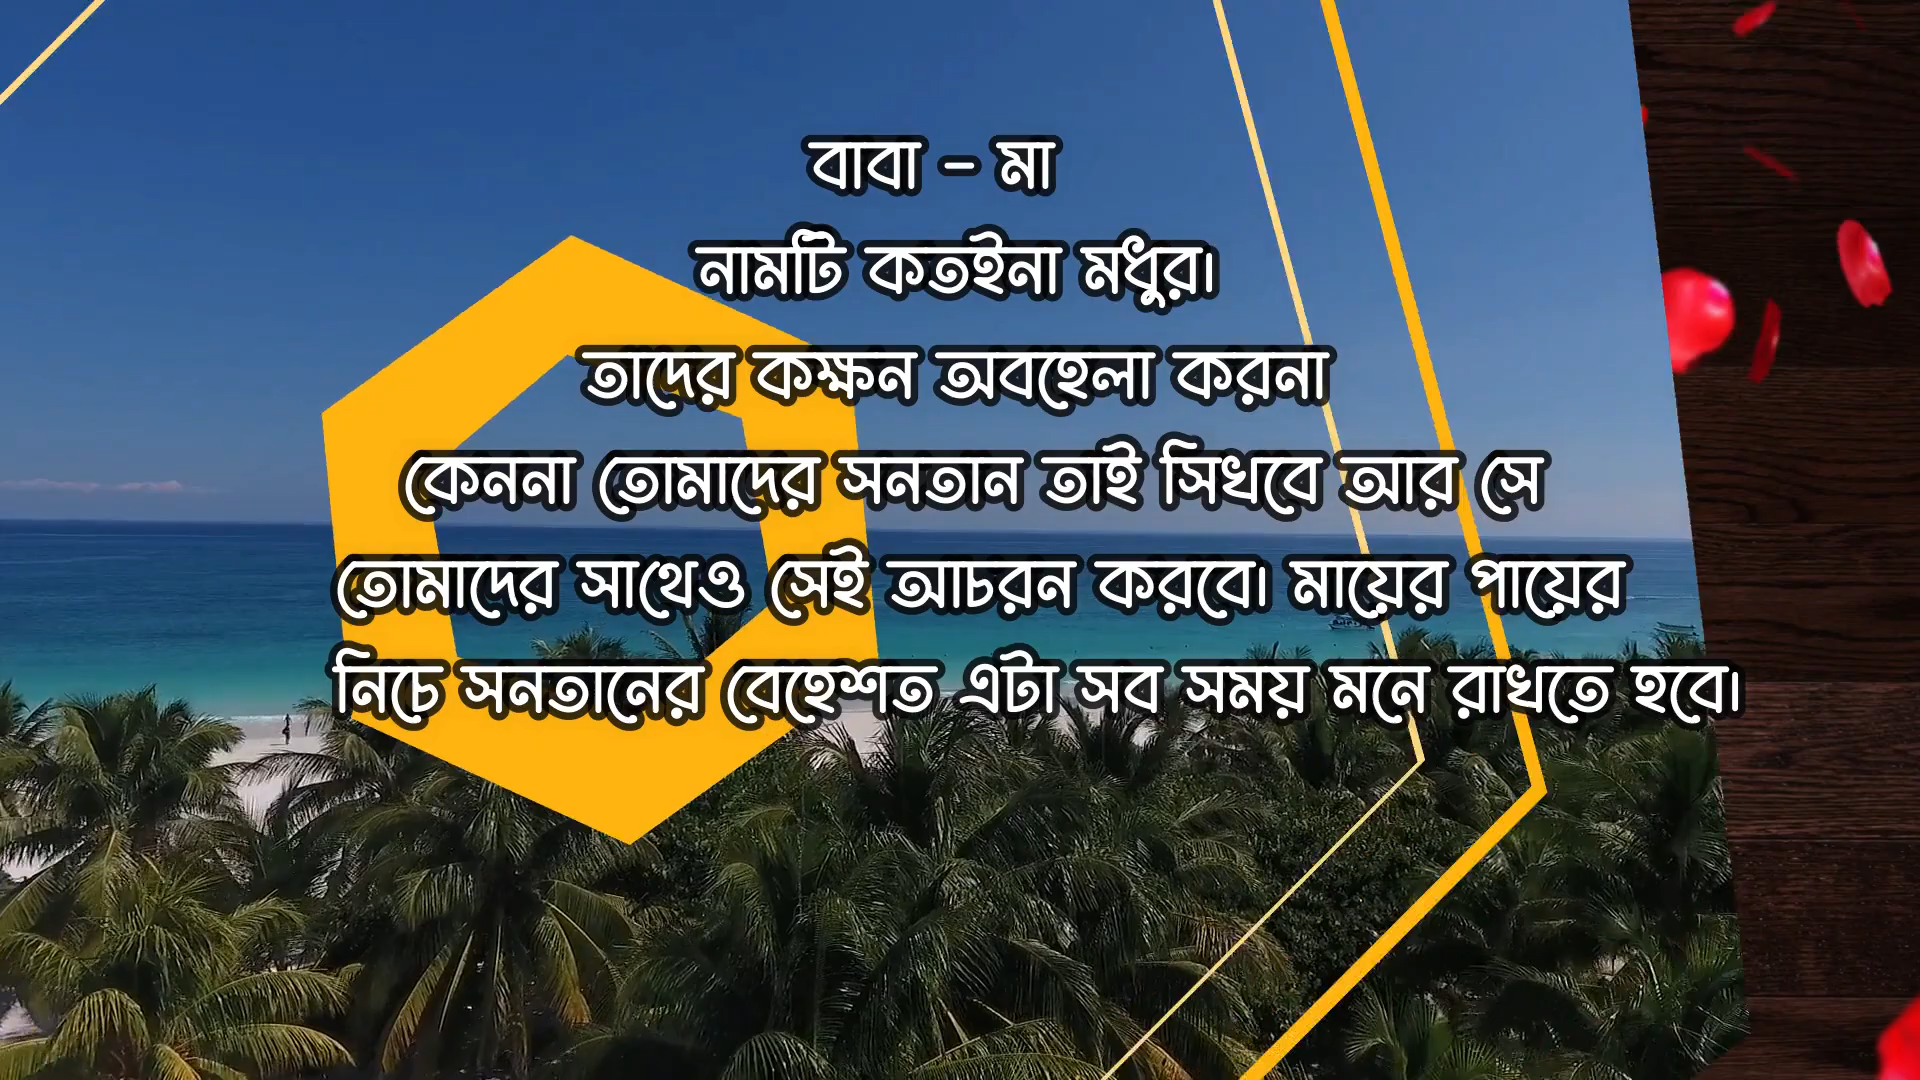 বাবা - মা
নামটি কতইনা মধুর।
তাদের কক্ষন অবহেলা করনা
কেননা তোমাদের সনতান তাই সিখবে আর সে
তোমাদের সাথেও সেই আচরন করবে। মায়ের পায়ের
নিচে সনতানের বেহেশত এটা সব সময় মনে রাখতে হবে।